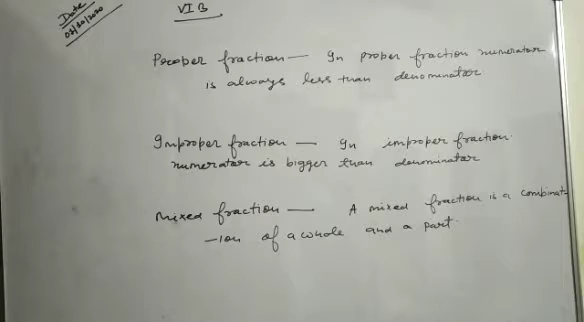 Date
07/10/2020
VI B
Proper fraction — In proper fraction numerator
is always less than denominator
Improper fraction — In improper fraction.
numerator is bigger than denominator
Mixed fraction — A mixed fraction is a combinat-
-ion of a whole and a part.